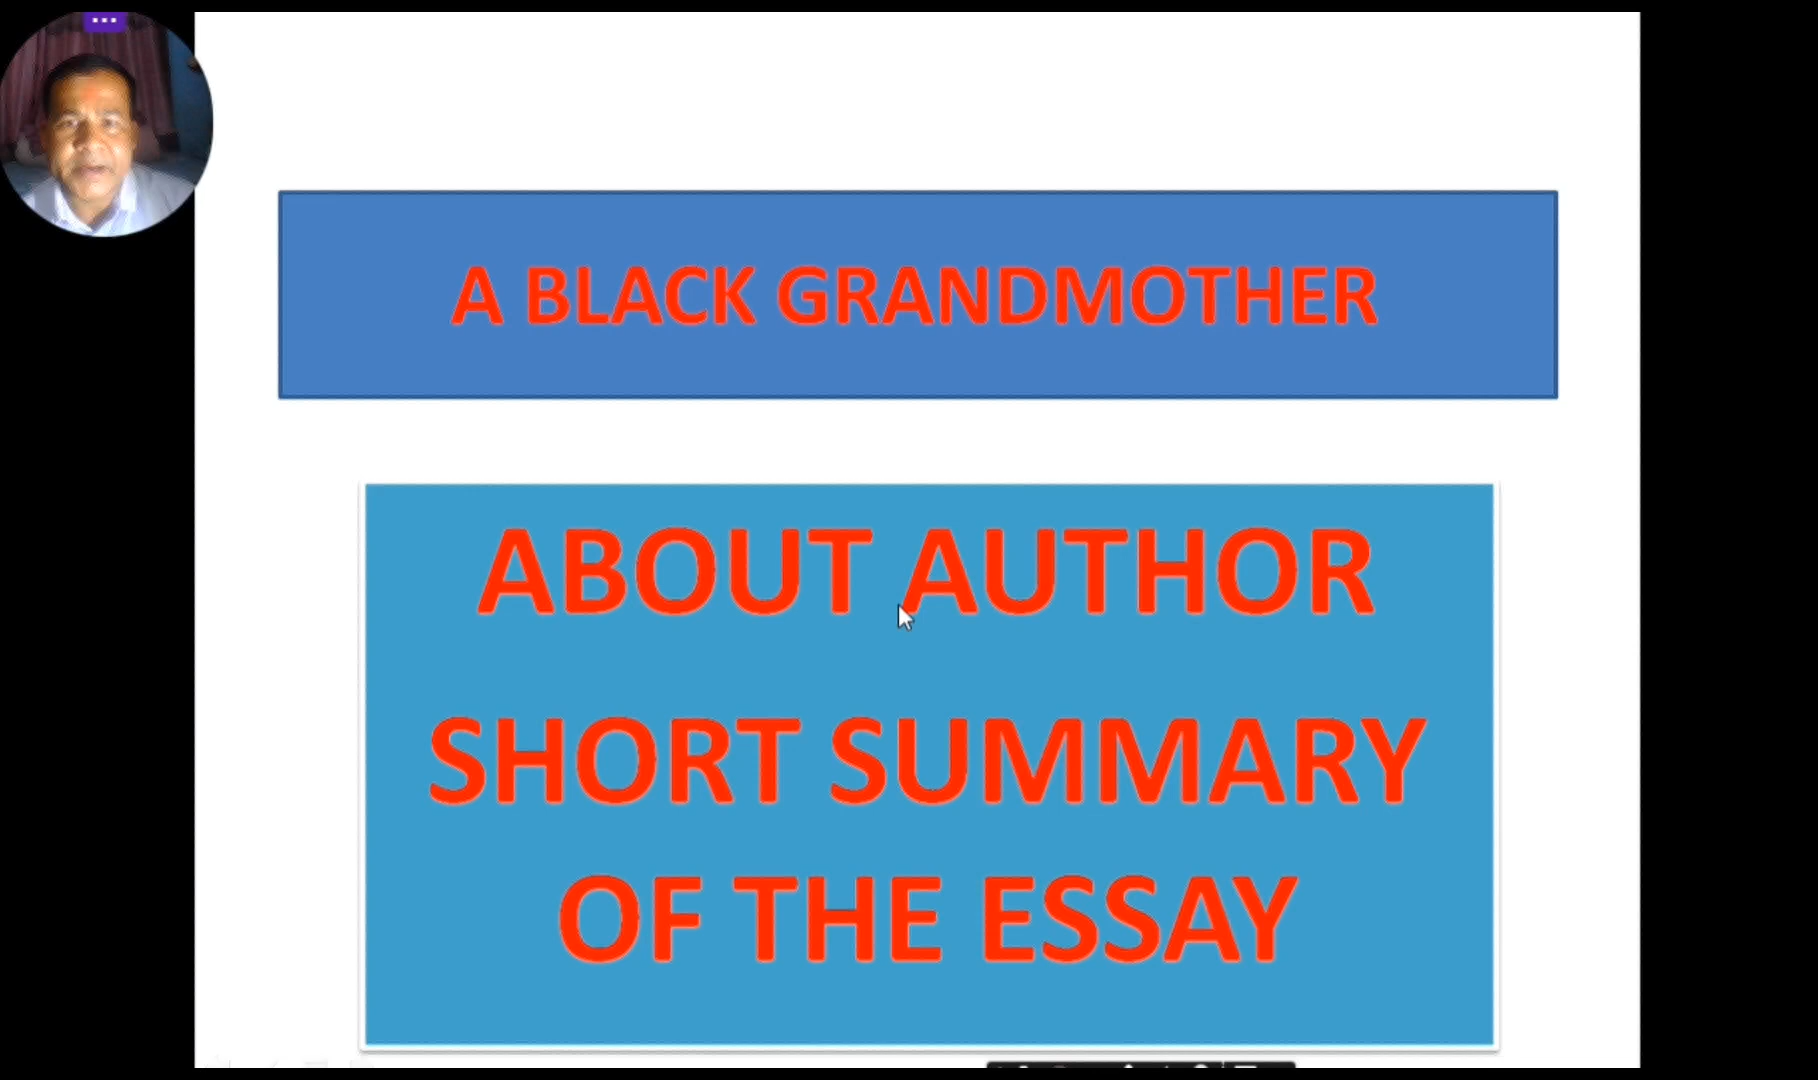 A BLACK GRANDMOTHER
ABOUT AUTHOR
SHORT SUMMARY
OF THE ESSAY